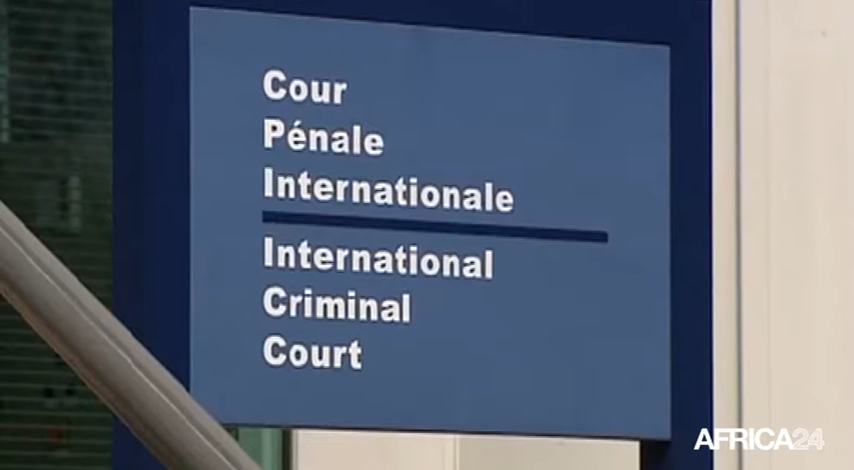 Cour
Pénale
Internationale
International
Criminal
Court
AFRICA24